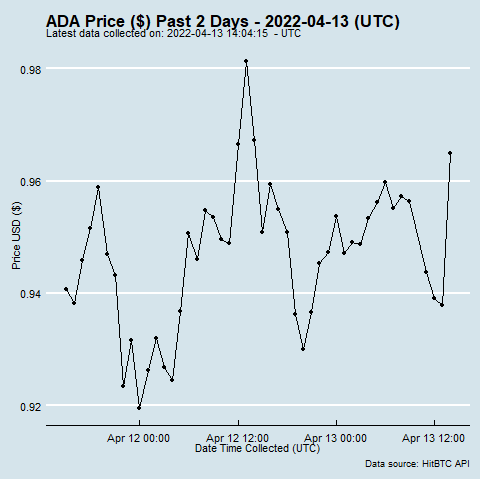 ADA Price ($) Past 2 Days - 2022-04-13 (UTC)
Latest data collected on: 2022-04-13 14:04:15 - UTC
0.98
0.96
0.94
0.92
Price USD ($)
Apr 12 00:00 Apr 12 12:00 Apr 13 00:00 Apr 13 12:00
Date Time Collected (UTC)
Data source: HitBTC API